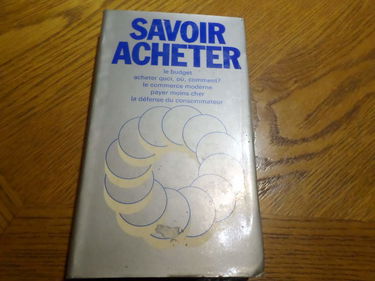 SAVOIR
ACHETER
le budget
acheter quoi, où, comment?
le commerce moderne
payer moins cher
la défense du consommateur